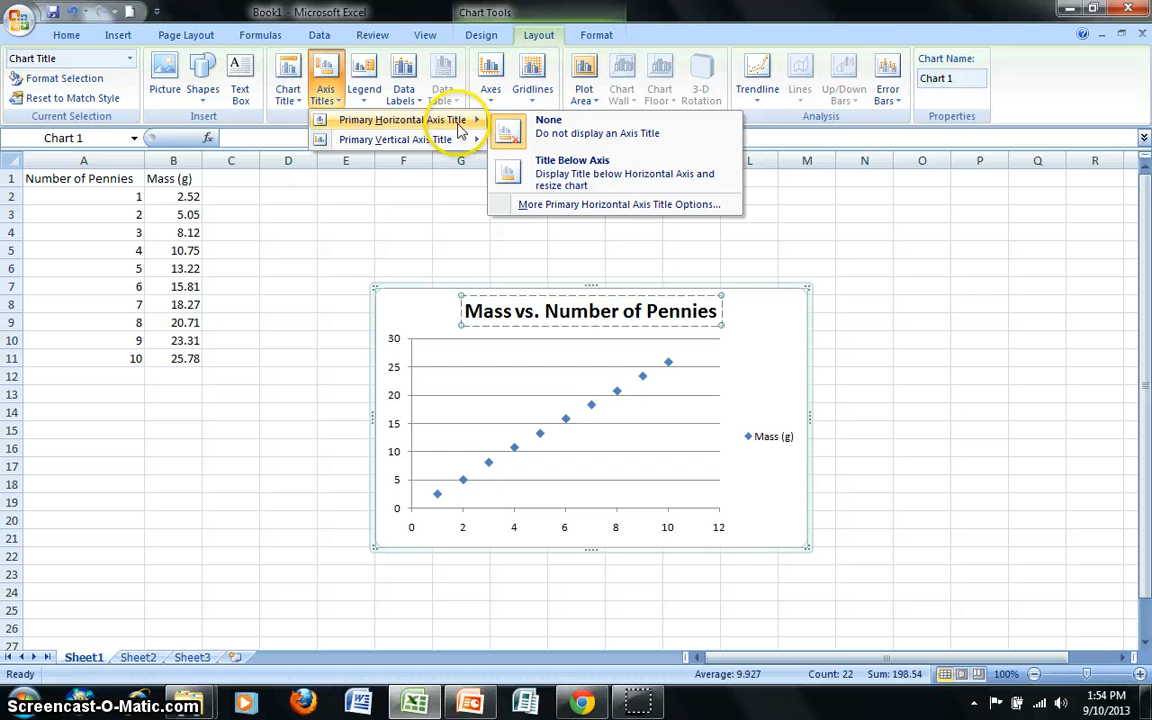 Book1 - Microsoft Excel
Chart Tools
Home Insert Page Layout Formulas Data Review View Design Layout Format
Chart Title
Format Selection
Reset to Match Style
Current Selection
Picture Shapes Text Box
Insert
Chart Title Axis Titles Legend Data Labels Data Table
Axes Gridlines
Plot Area Chart Wall Chart Floor 3-D Rotation
Trendline Lines Up/Down Bars Error Bars
Analysis
Chart Name:
Chart 1
Properties
Primary Horizontal Axis Title
Primary Vertical Axis Title
None
Do not display an Axis Title
Title Below Axis
Display Title below Horizontal Axis and
resize chart
More Primary Horizontal Axis Title Options...
Chart 1 fx
A B C D E F G M N O P Q R
1 Number of Pennies Mass (g)
2 1 2.52
3 2 5.05
4 3 8.12
5 4 10.75
6 5 13.22
7 6 15.81
8 7 18.27
9 8 20.71
10 9 23.31
11 10 25.78
12
13
14
15
16
17
18
19
20
21
22
23
24
25
26
27
Mass vs. Number of Pennies
30
25
20
15
10
5
0
0 2 4 6 8 10 12
Mass (g)
Sheet1 Sheet2 Sheet3
Ready Average: 9.927 Count: 22 Sum: 198.54 100%
Screencast-O-Matic.com
1:54 PM
9/10/2013